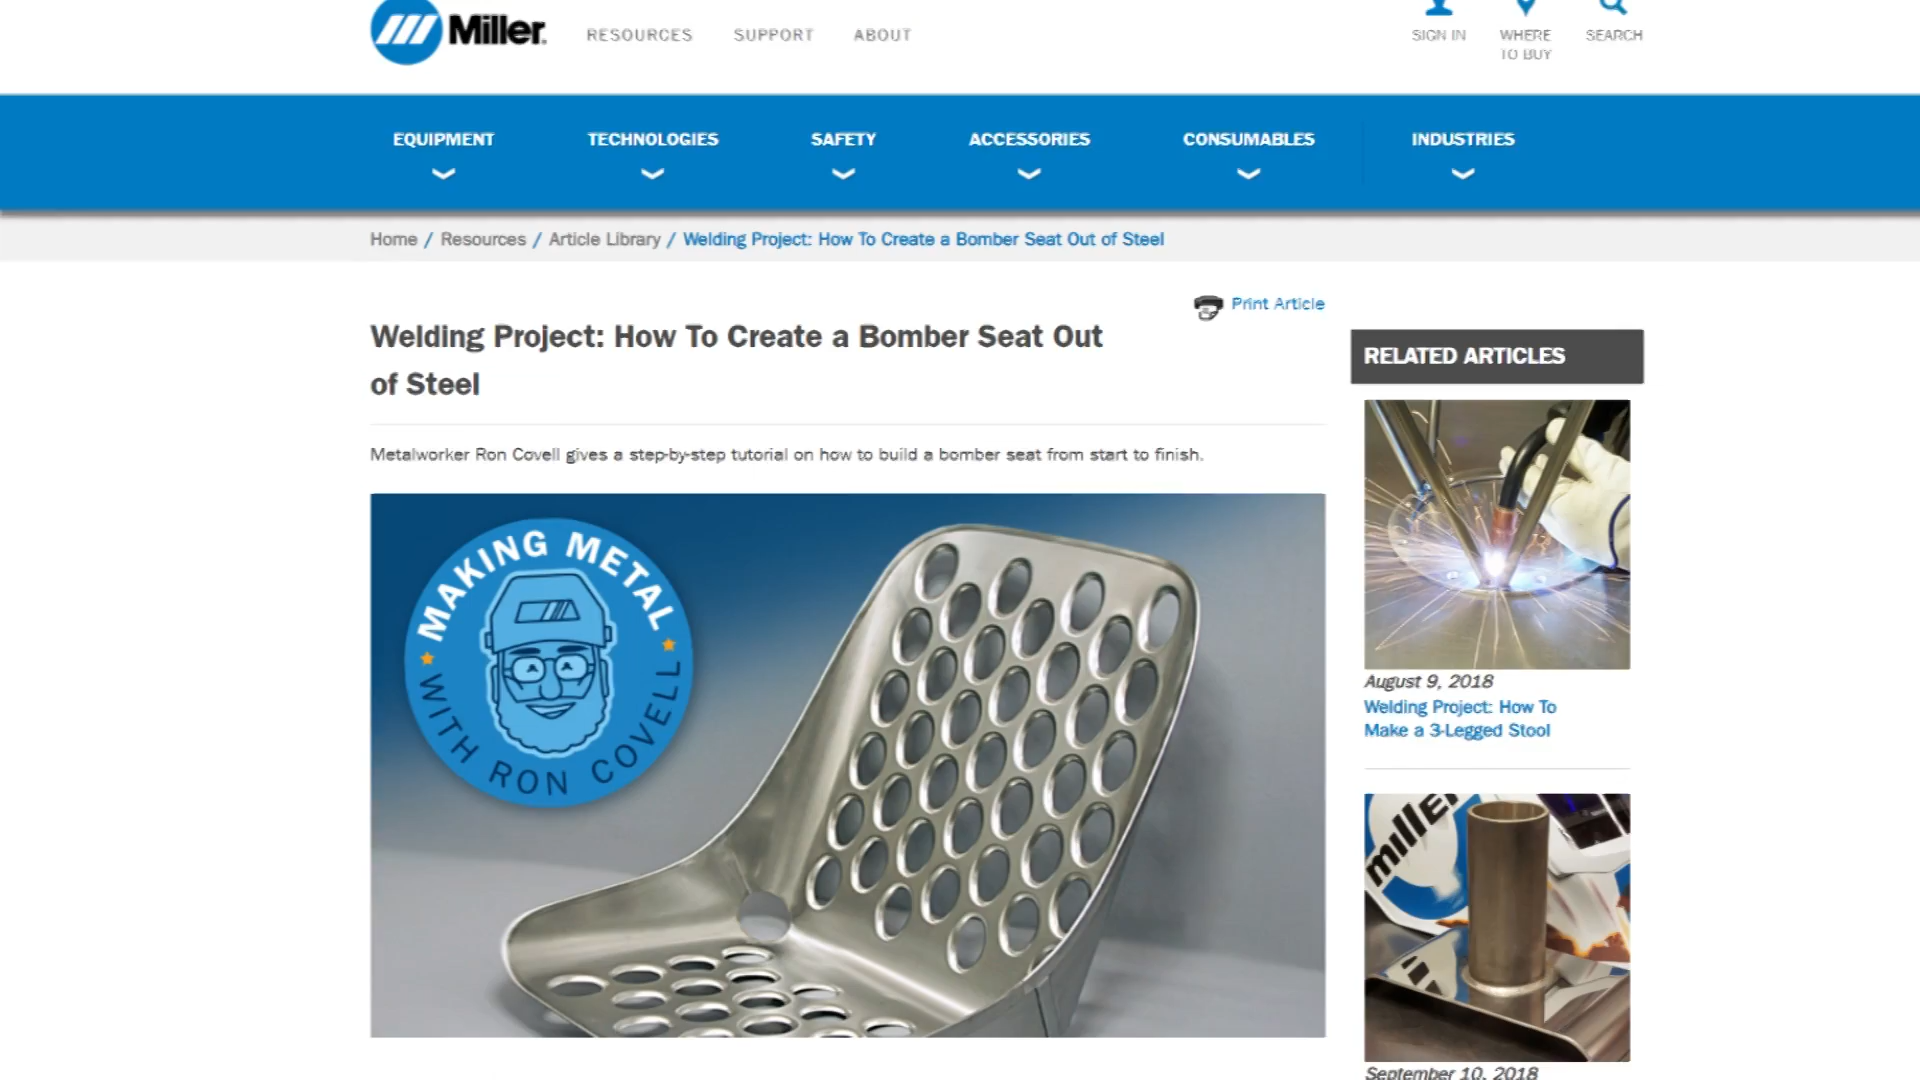 Miller.
RESOURCES
SUPPORT
ABOUT
SIGN IN
WHERE
TO BUY
SEARCH
EQUIPMENT
TECHNOLOGIES
SAFETY
ACCESSORIES
CONSUMABLES
INDUSTRIES
Home / Resources / Article Library / Welding Project: How To Create a Bomber Seat Out of Steel
Print Article
Welding Project: How To Create a Bomber Seat Out
of Steel
Metalworker Ron Covell gives a step-by-step tutorial on how to build a bomber seat from start to finish.
MAKING METAL
WITH RON COVELL
RELATED ARTICLES
August 9, 2018
Welding Project: How To
Make a 3-Legged Stool
miller
September 10, 2018